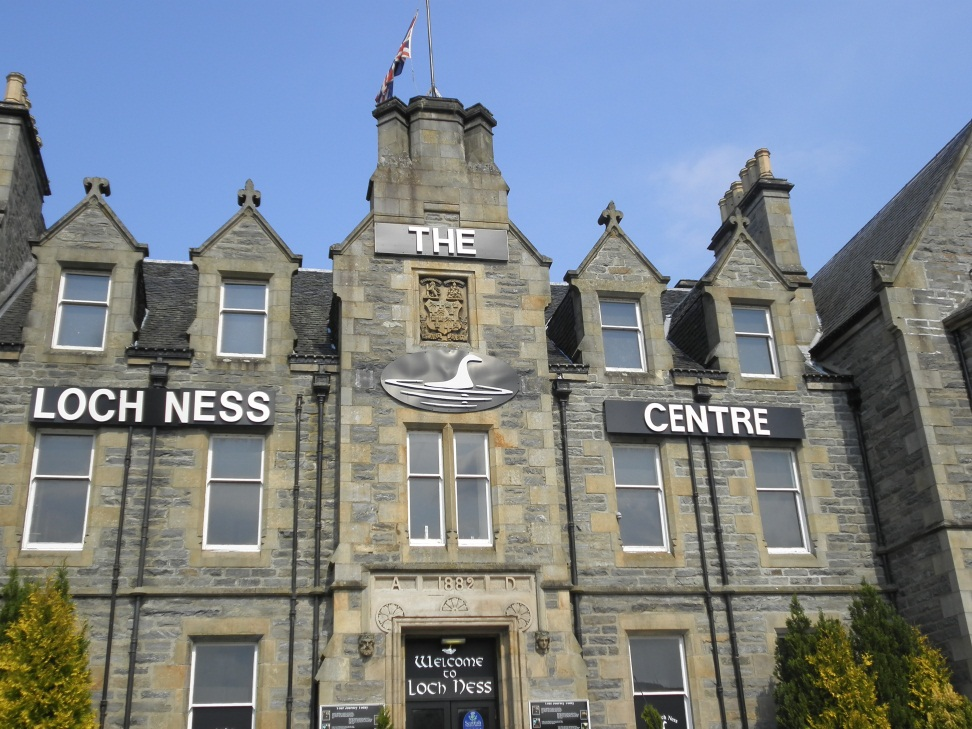 THE
LOCH NESS
CENTRE
A 1882 D
WELCOME
TO
LOCH NESS